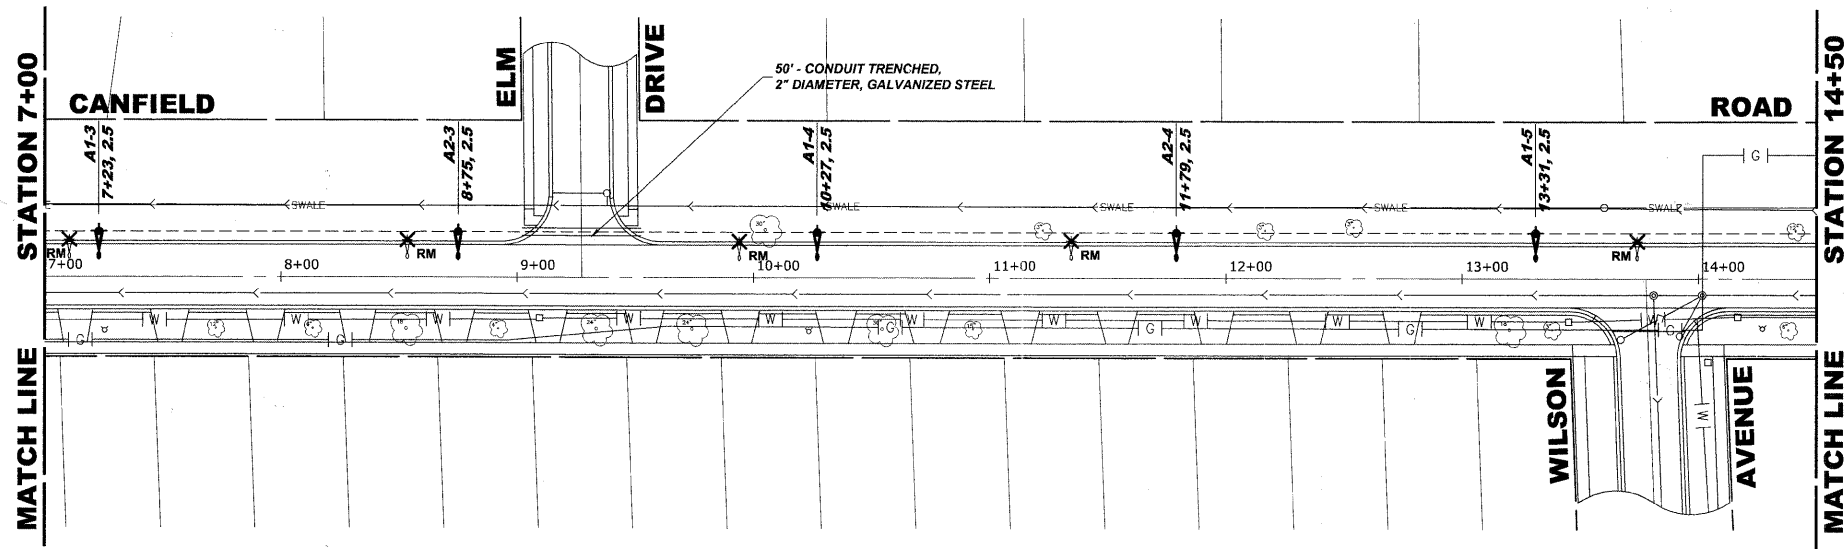 STATION 7+00
MATCH LINE
CANFIELD
ROAD
ELM
DRIVE
50' - CONDUIT TRENCHED,
2" DIAMETER, GALVANIZED STEEL
A1-3
7+23, 2.5
A2-3
8+75, 2.5
A1-4
10+27, 2.5
A2-4
11+79, 2.5
A1-5
13+31, 2.5
G
SWALE
SWALE
SWALE
SWALE
SWALE
30"
RM
RM
RM
RM
RM
7+00
8+00
9+00
10+00
11+00
12+00
13+00
14+00
W
W
W
W
W
W
W
W
W
W
W
G
G
G
G
G
G
WILSON
AVENUE
W
STATION 14+50
MATCH LINE